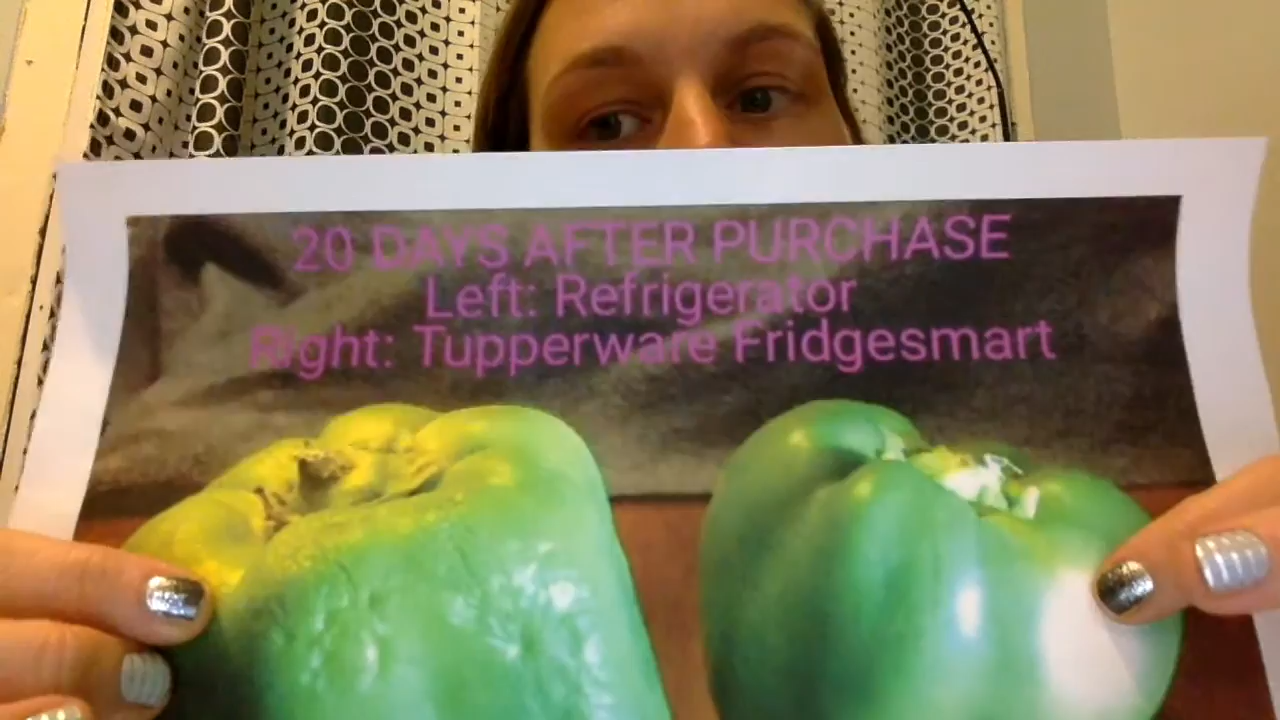 20 DAYS AFTER PURCHASE
Left: Refrigerator
Right: Tupperware Fridgesmart